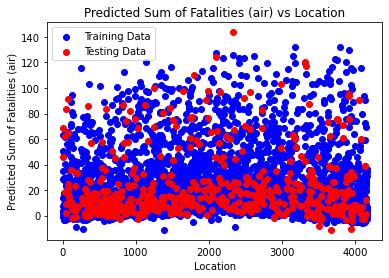 Predicted Sum of Fatalities (air) vs Location
Training Data
Testing Data
Predicted Sum of Fatalities (air)
140
120
100
80
60
40
20
0
0 1000 2000 3000 4000
Location